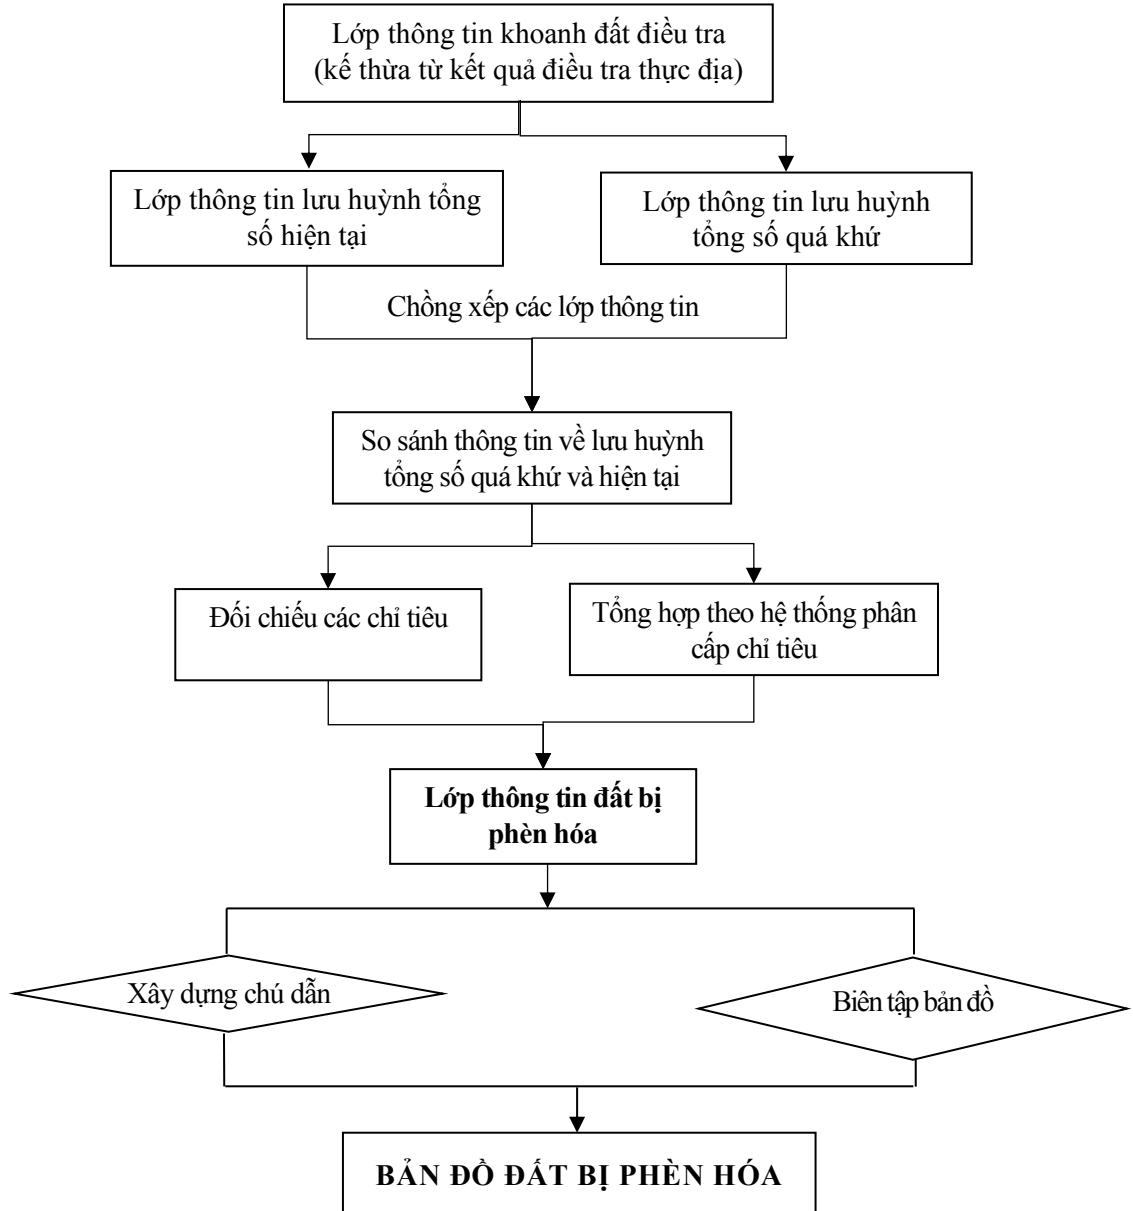 Lớp thông tin khoanh đất điều tra
(kế thừa từ kết quả điều tra thực địa)
Lớp thông tin lưu huỳnh tổng
số hiện tại
Lớp thông tin lưu huỳnh
tổng số quá khứ
Chồng xếp các lớp thông tin
So sánh thông tin về lưu huỳnh
tổng số quá khứ và hiện tại
Đối chiếu các chỉ tiêu
Tổng hợp theo hệ thống phân
cấp chỉ tiêu
Lớp thông tin đất bị
phèn hóa
Xây dựng chú dẫn
Biên tập bản đồ
BẢN ĐỒ ĐẤT BỊ PHÈN HÓA